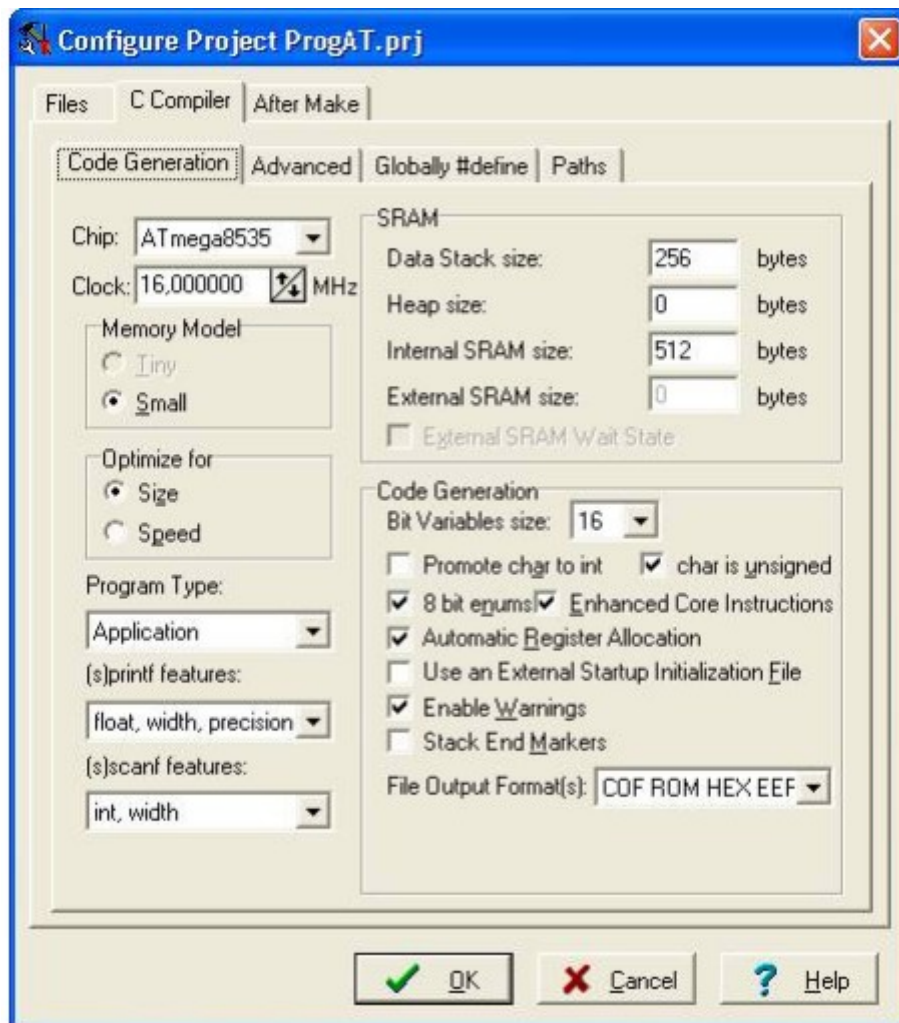 Configure Project ProgAT.prj
Files C Compiler After Make
Code Generation Advanced Globally #define Paths
Chip: ATmega8535
Clock: 16,000000 MHz
Memory Model
Tiny
Small
Optimize for
Size
Speed
Program Type:
Application
(s)printf features:
float, width, precision
(s)scanf features:
int, width
SRAM
Data Stack size: 256 bytes
Heap size: 0 bytes
Internal SRAM size: 512 bytes
External SRAM size: 0 bytes
External SRAM Wait State
Code Generation
Bit Variables size: 16
Promote char to int char is unsigned
8 bit enums Enhanced Core Instructions
Automatic Register Allocation
Use an External Startup Initialization File
Enable Warnings
Stack End Markers
File Output Format(s): COF ROM HEX EEP
OK Cancel Help